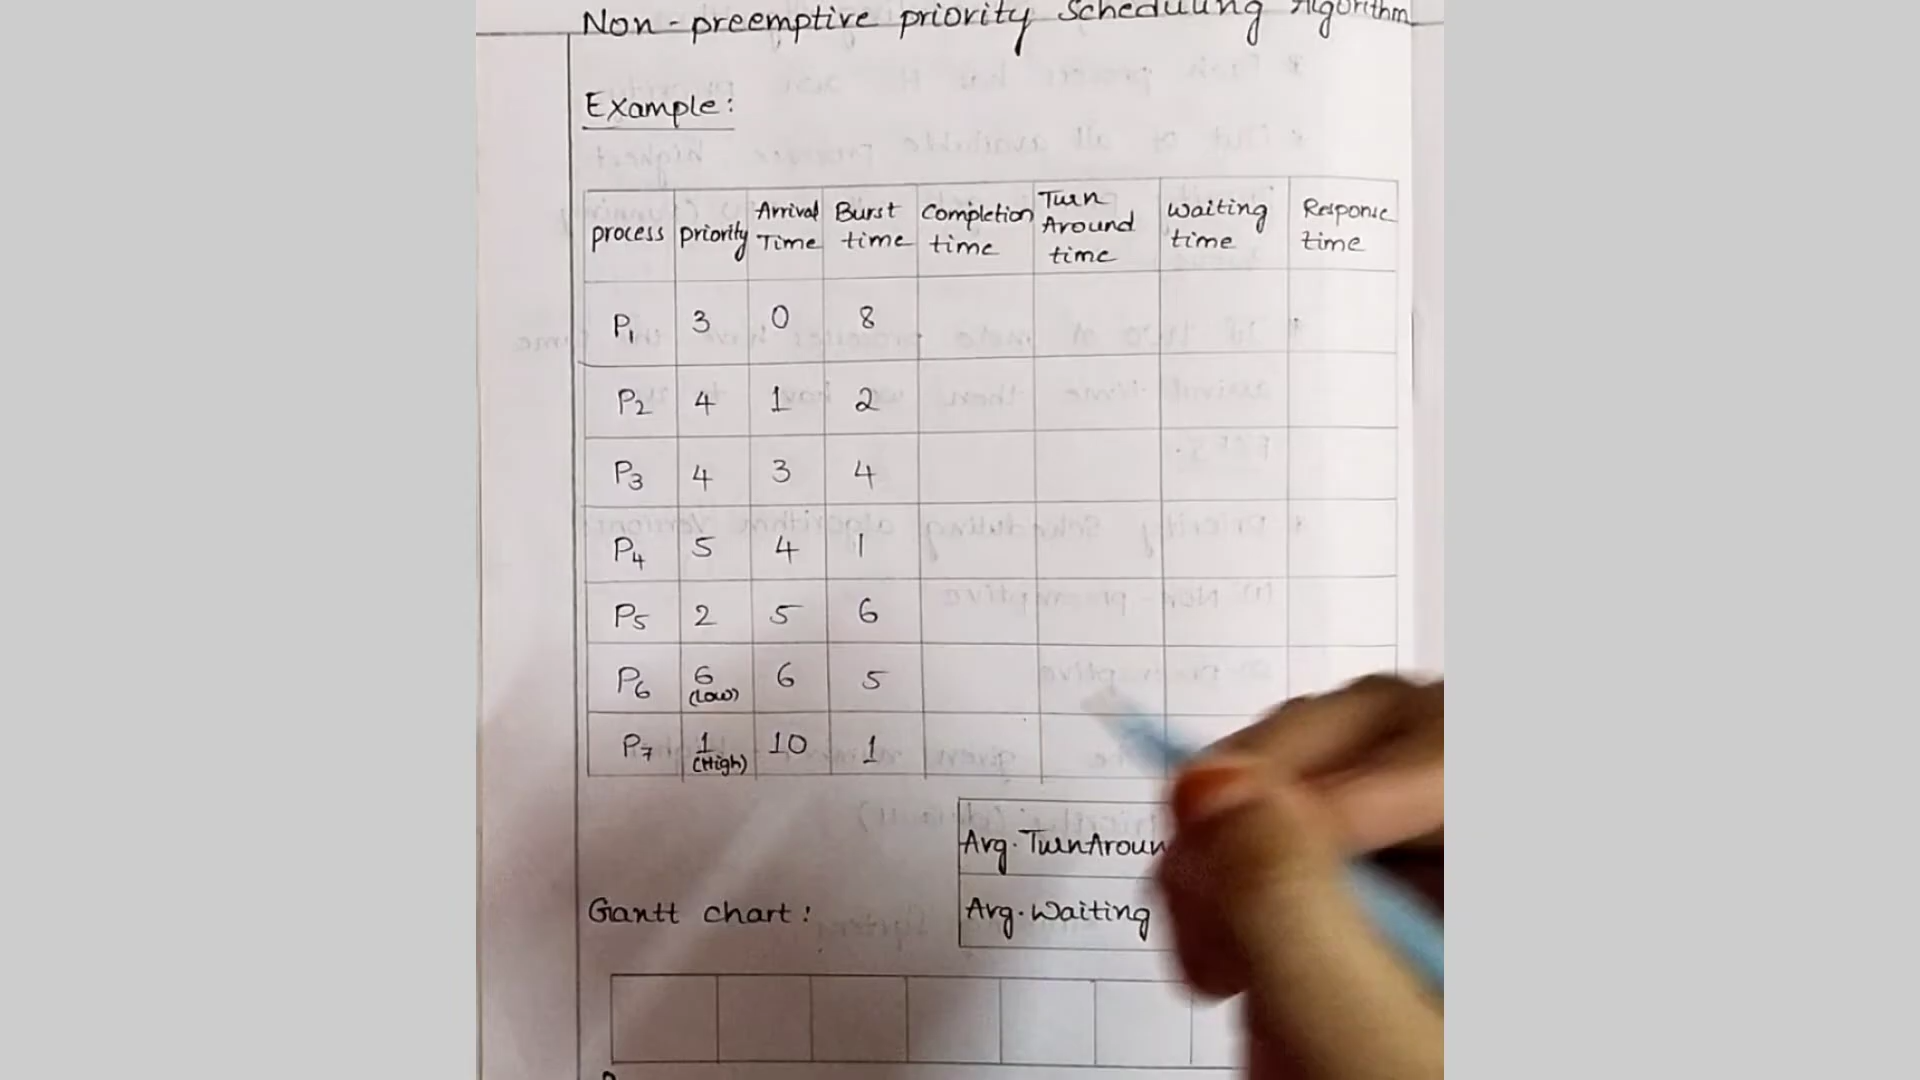 Non-preemptive priority Scheduling Algorithm
Example:
process priority Arrival Time Burst time Completion time Turn Around time Waiting time Response time
P1 3 0 8
P2 4 1 2
P3 4 3 4
P4 5 4 1
P5 2 5 6
P6 6 (Low) 6 5
P7 1 (High) 10 1
Avg. TurnAroun
Gantt chart:
Avg. Waiting